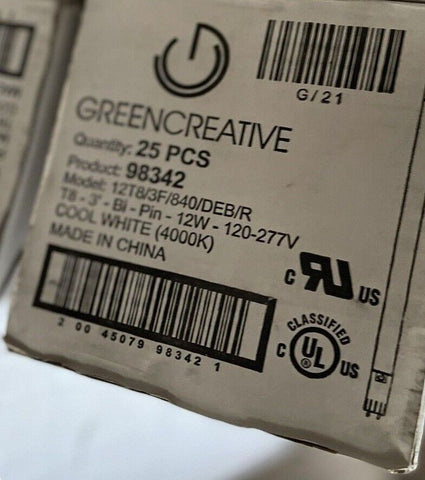 G/21
GREENCREATIVE
Quantity: 25 PCS
Product: 98342
Model: 12T8/3F/840/DEB/R
T8 - 3' - Bi - Pin - 12W - 120-277V
COOL WHITE (4000K)
MADE IN CHINA
C RU US
2 00 45079 98342 1
CLASSIFIED
C UL US